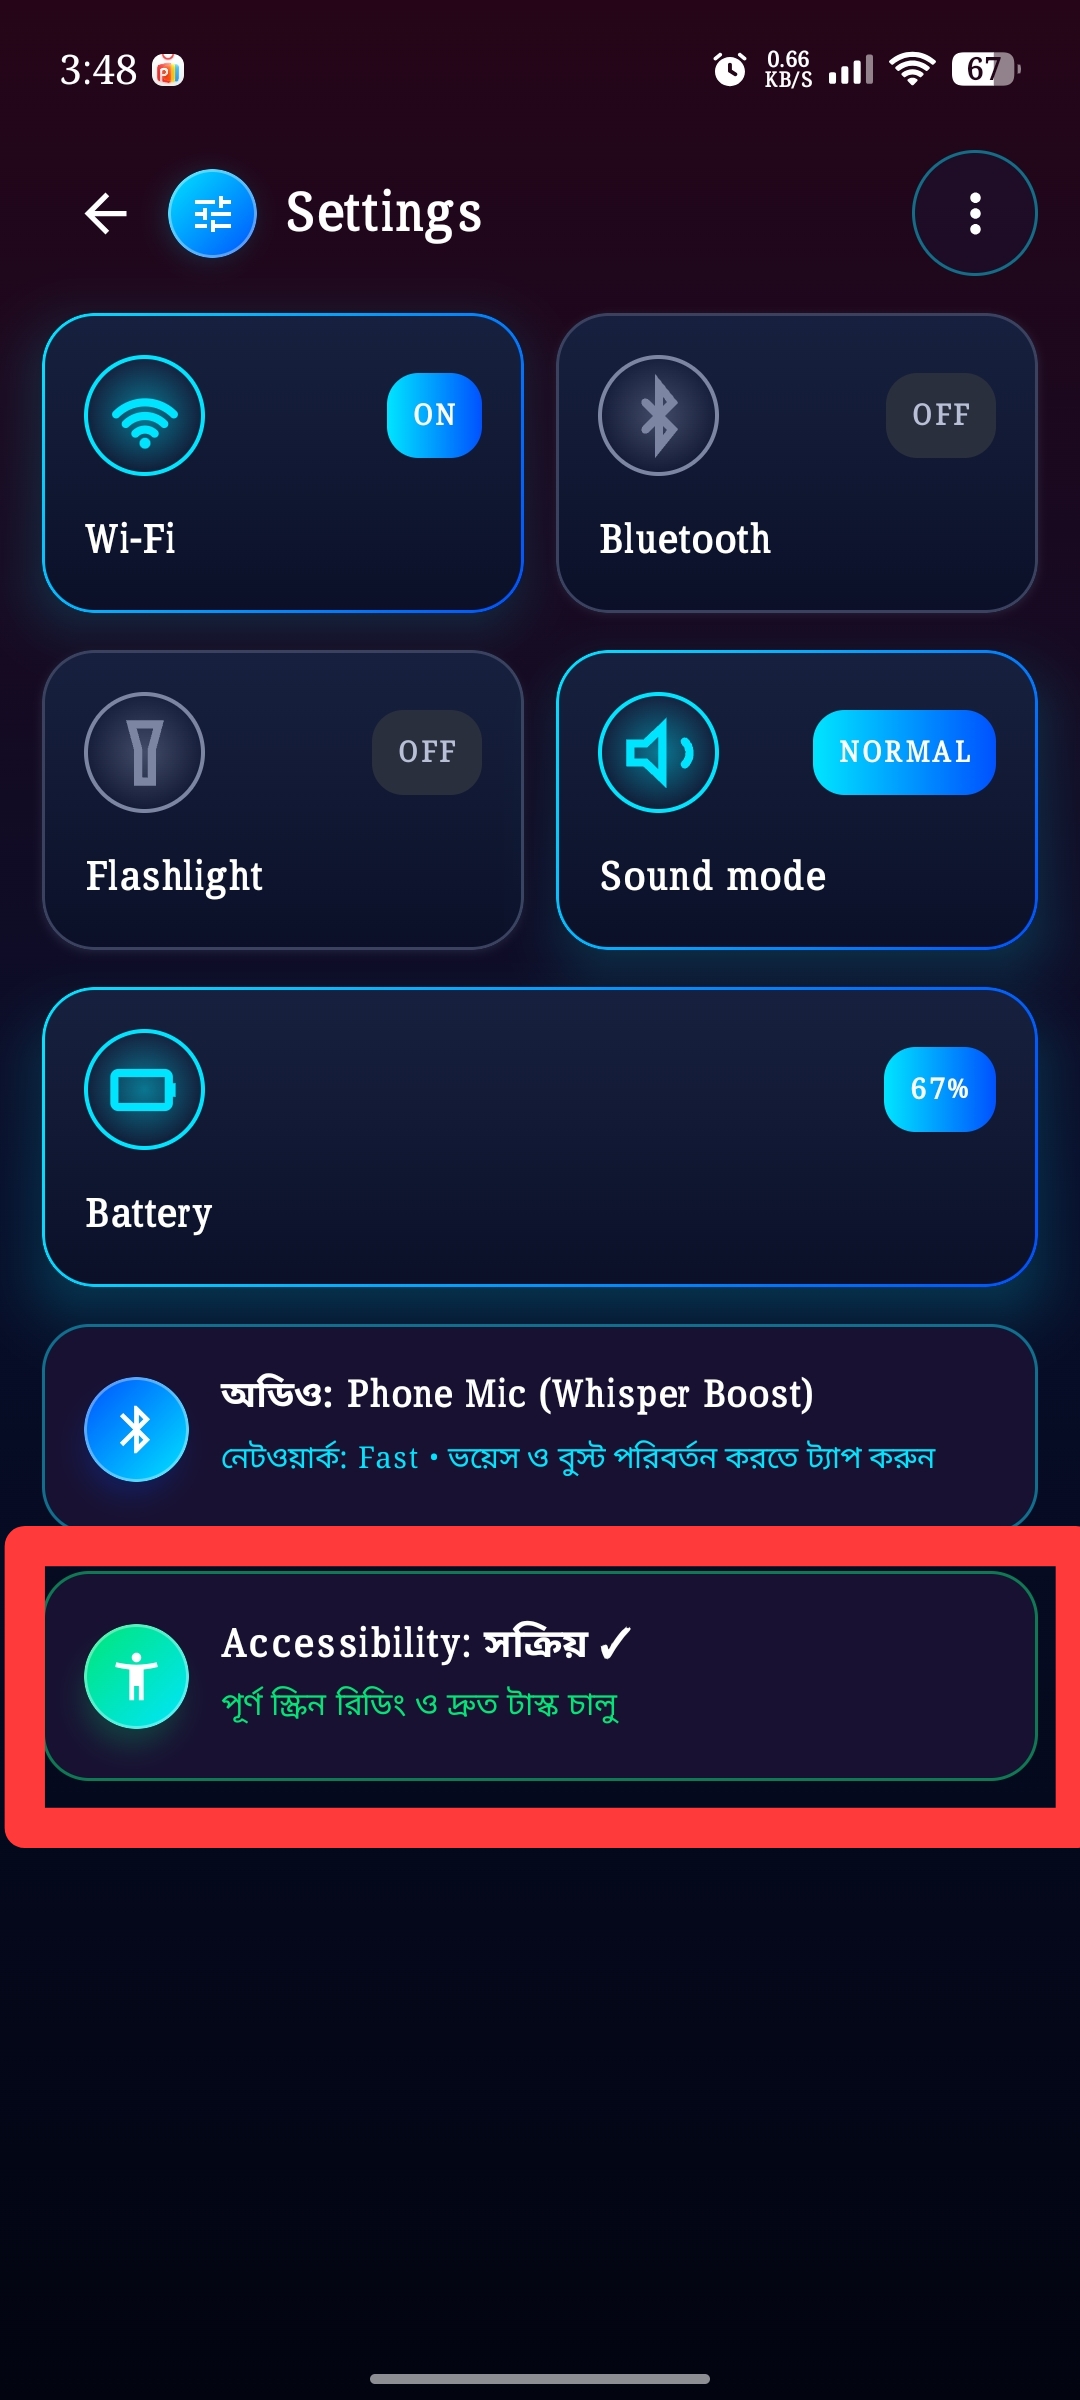 3:48
0.66
KB/S
67
Settings
ON
Wi-Fi
OFF
Bluetooth
OFF
Flashlight
NORMAL
Sound mode
67%
Battery
অডিও: Phone Mic (Whisper Boost)
নেটওয়ার্ক: Fast • ভয়েস ও বুস্ট পরিবর্তন করতে ট্যাপ করুন
Accessibility: সক্রিয় ✓
পূর্ণ স্ক্রিন রিডিং ও দ্রুত টাস্ক চালু